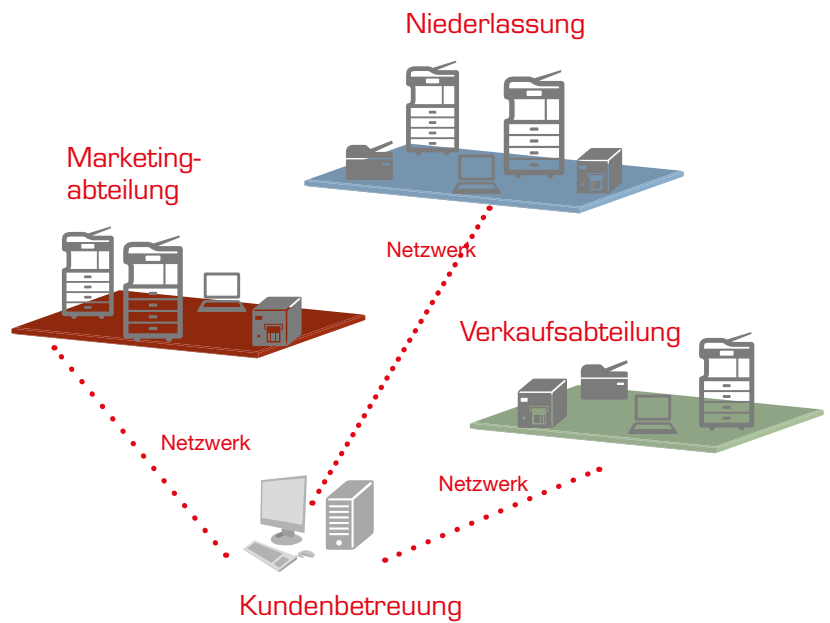 Niederlassung
Marketing-
abteilung
Netzwerk
Verkaufsabteilung
Netzwerk
Netzwerk
Kundenbetreuung